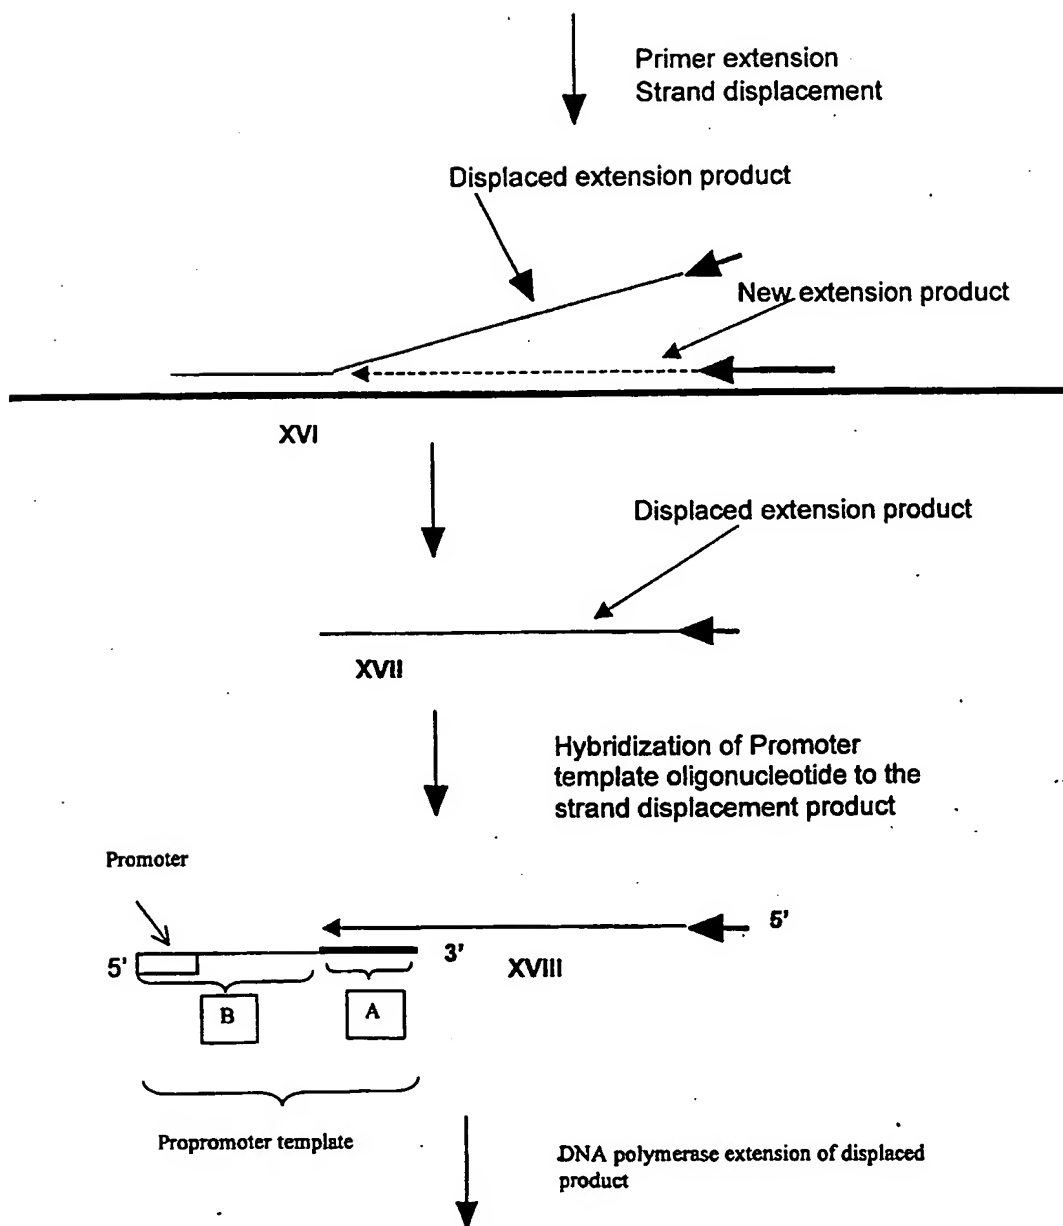 Primer extension
Strand displacement
Displaced extension product
New extension product
XVI
Displaced extension product
XVII
Hybridization of Promoter
template oligonucleotide to the
strand displacement product
Promoter
5'
5'
3'
XVIII
B
A
Propromoter template
DNA polymerase extension of displaced
product